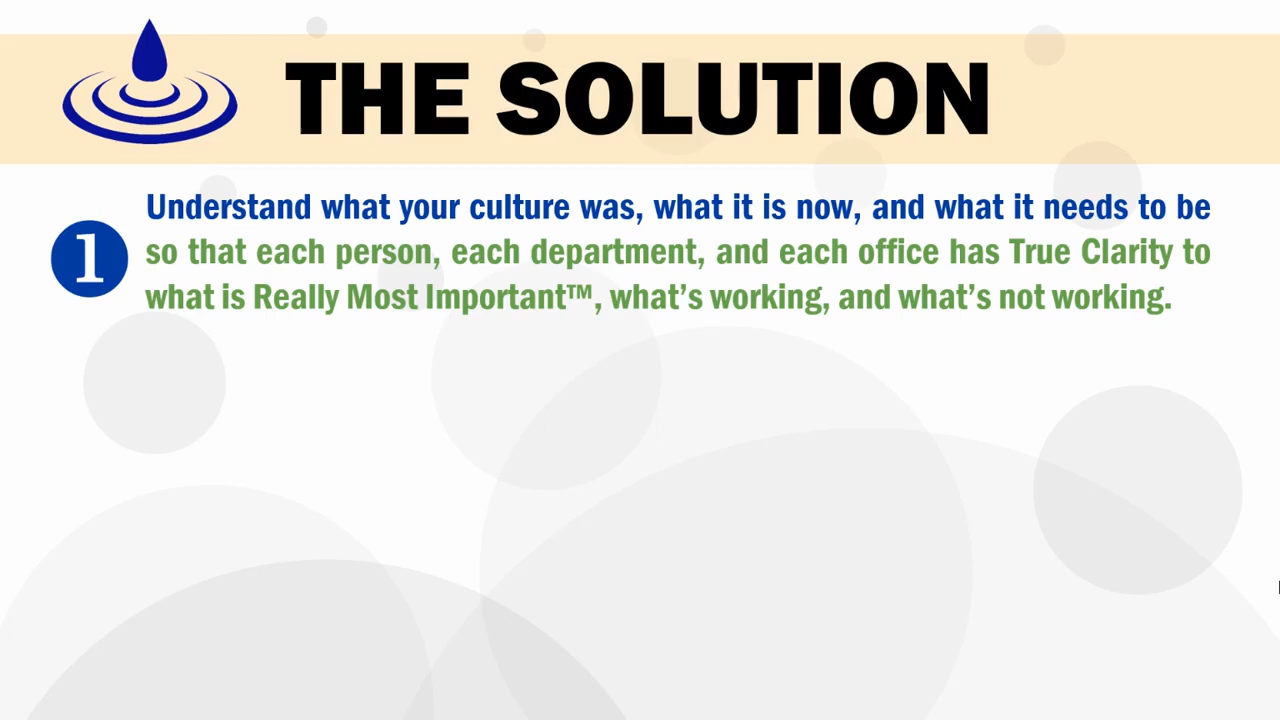 THE SOLUTION
1
Understand what your culture was, what it is now, and what it needs to be
so that each person, each department, and each office has True Clarity to
what is Really Most Important™, what’s working, and what’s not working.